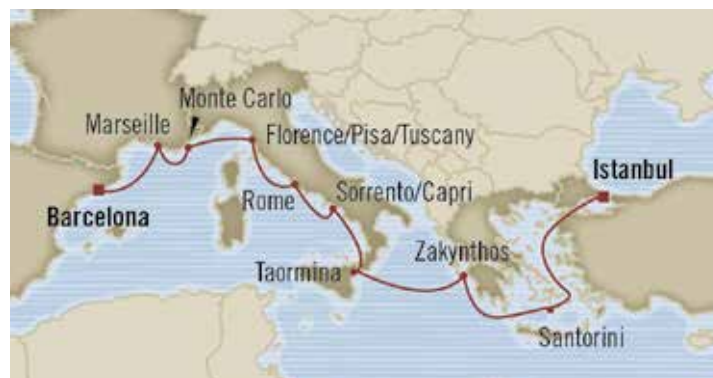 Monte Carlo
Marseille
Florence/Pisa/Tuscany
Istanbul
Barcelona
Rome
Sorrento/Capri
Zakynthos
Taormina
Santorini